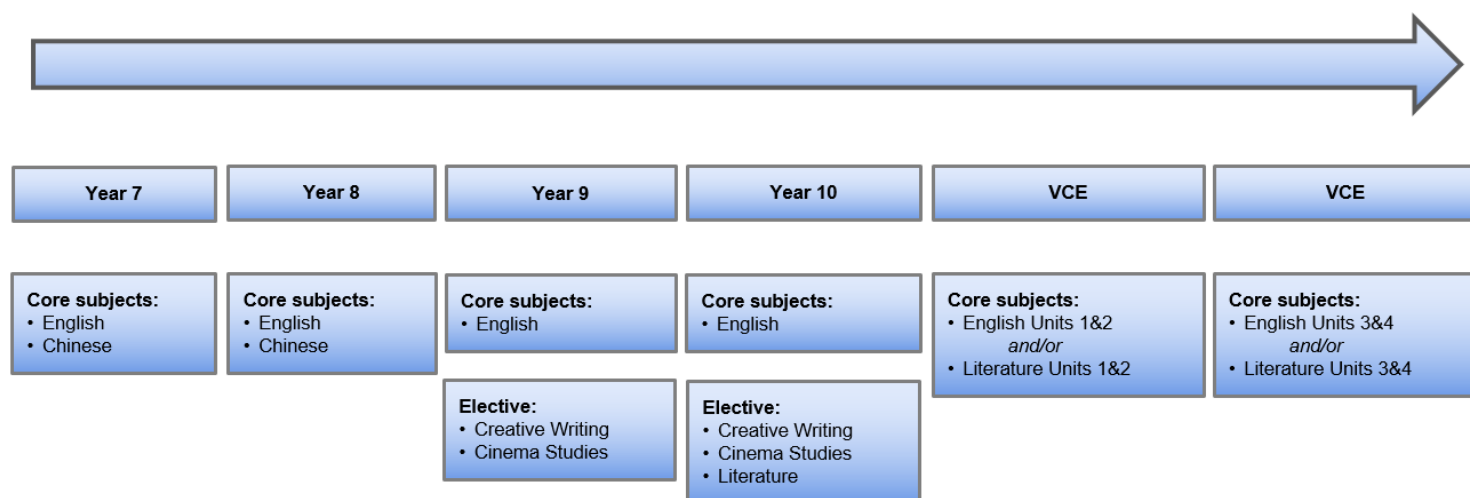 Year 7
Year 8
Year 9
Year 10
VCE
VCE
Core subjects:
• English
• Chinese
Core subjects:
• English
• Chinese
Core subjects:
• English
Elective:
• Creative Writing
• Cinema Studies
Core subjects:
• English
Elective:
• Creative Writing
• Cinema Studies
• Literature
Core subjects:
• English Units 1&2
and/or
• Literature Units 1&2
Core subjects:
• English Units 3&4
and/or
• Literature Units 3&4